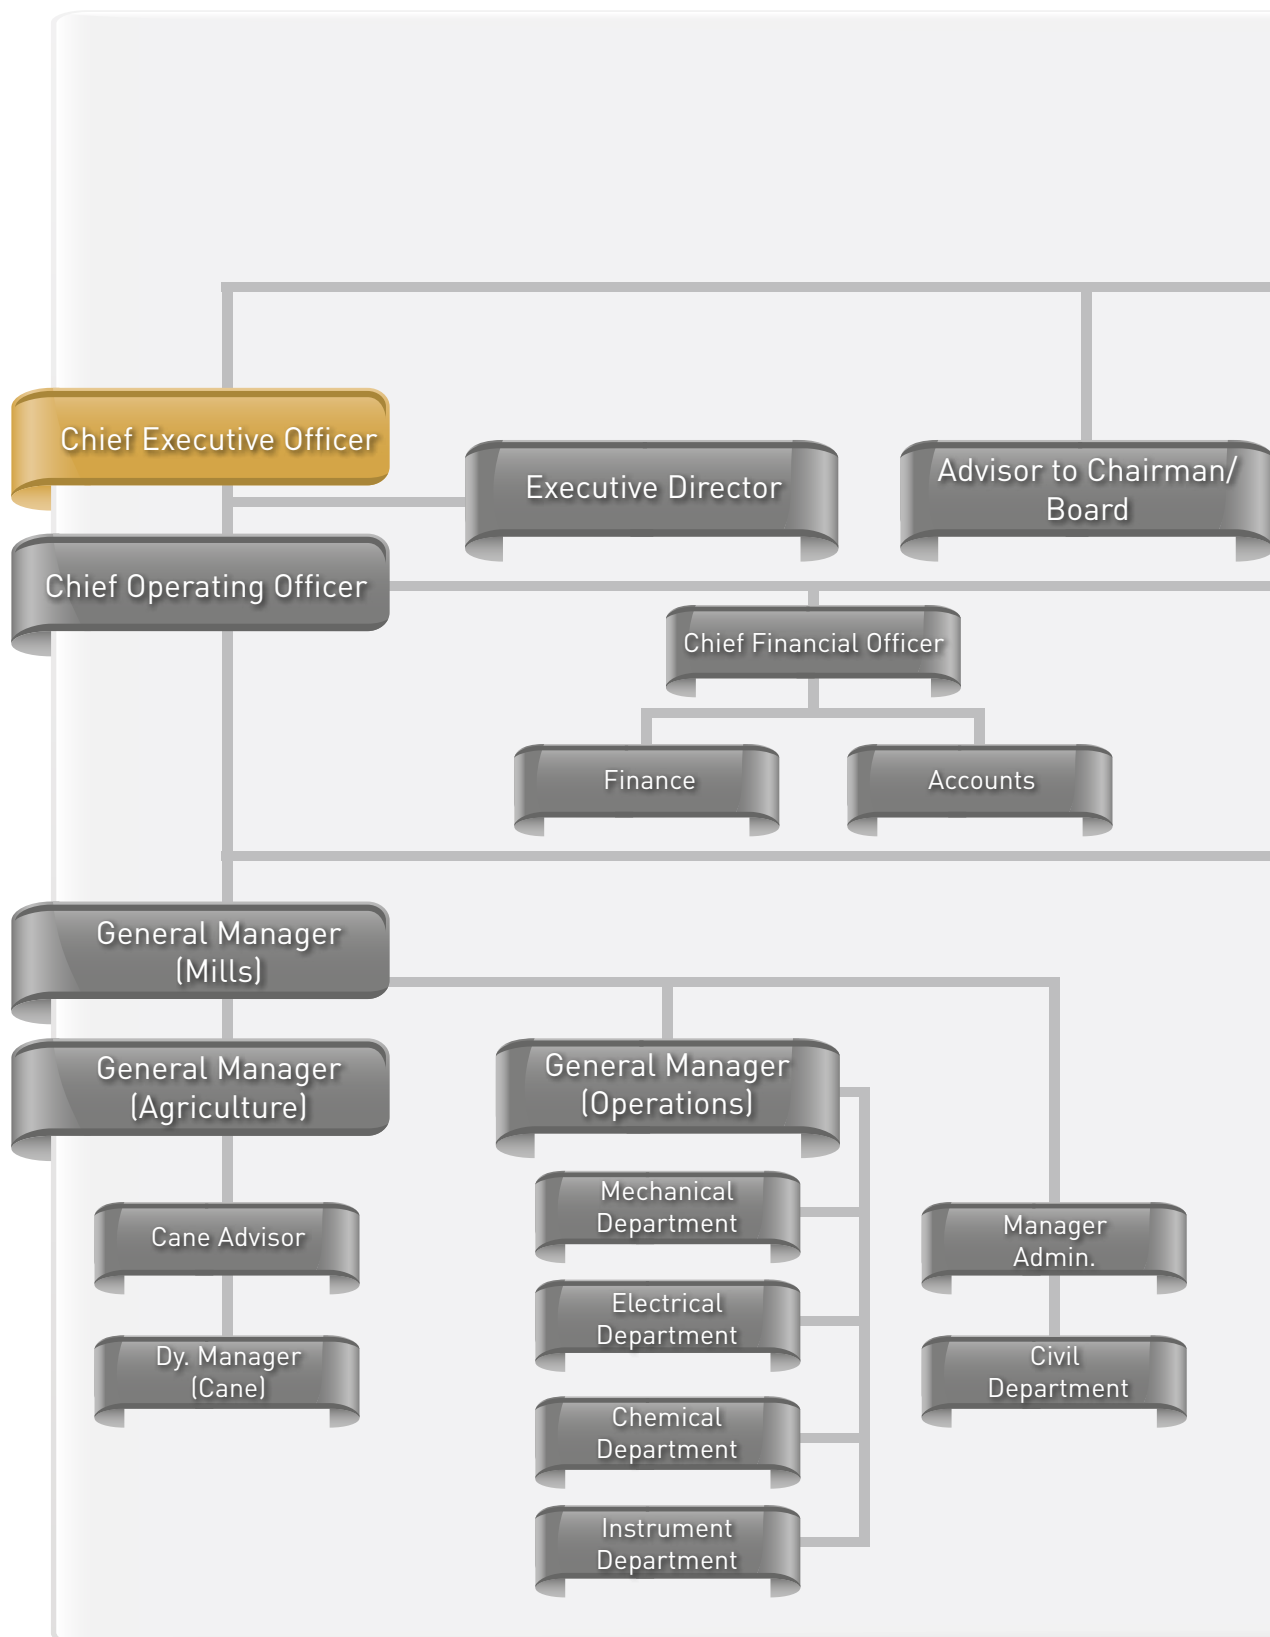 Chief Executive Officer
Executive Director
Advisor to Chairman/
Board
Chief Operating Officer
Chief Financial Officer
Finance
Accounts
General Manager
(Mills)
General Manager
(Agriculture)
General Manager
(Operations)
Mechanical
Department
Cane Advisor
Manager
Admin.
Electrical
Department
Dy. Manager
(Cane)
Civil
Department
Chemical
Department
Instrument
Department